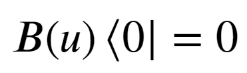 B(u) ⟨0| = 0